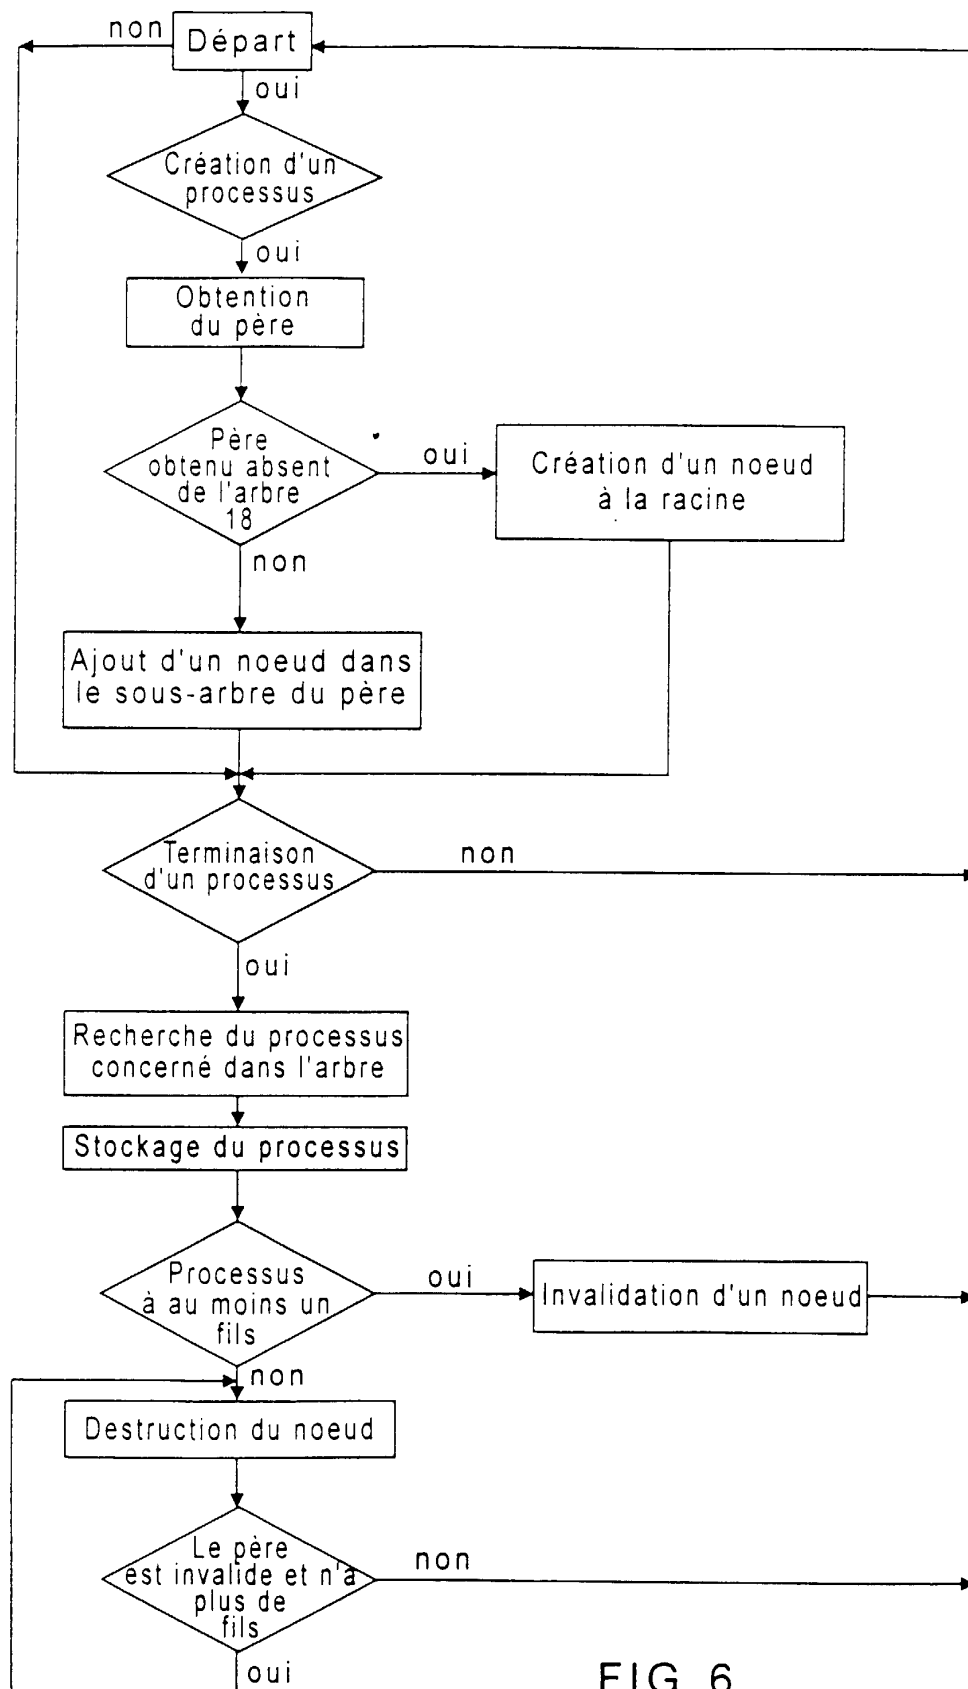 non
Départ
oui
Création d'un
processus
oui
Obtention
du père
Père
obtenu absent
de l'arbre
18
oui
Création d'un noeud
à la racine
non
Ajout d'un noeud dans
le sous-arbre du père
Terminaison
d'un processus
non
oui
Recherche du processus
concerné dans l'arbre
Stockage du processus
Processus
à au moins un
fils
oui
Invalidation d'un noeud
non
Destruction du noeud
Le père
est invalide et n'a
plus de
fils
non
oui
FIG. 6